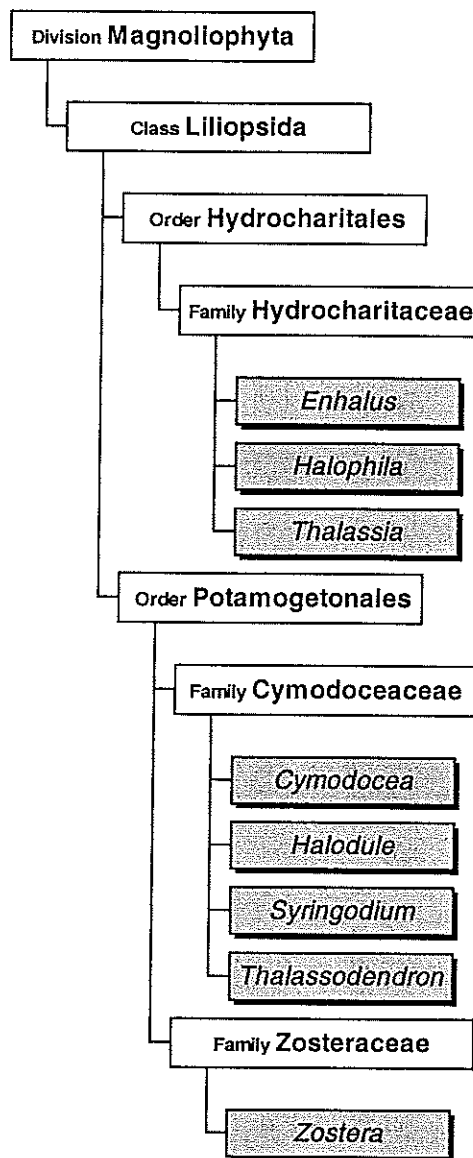 Division Magnoliophyta
Class Liliopsida
Order Hydrocharitales
Family Hydrocharitaceae
Enhalus
Halophila
Thalassia
Order Potamogetonales
Family Cymodoceaceae
Cymodocea
Halodule
Syringodium
Thalassodendron
Family Zosteraceae
Zostera